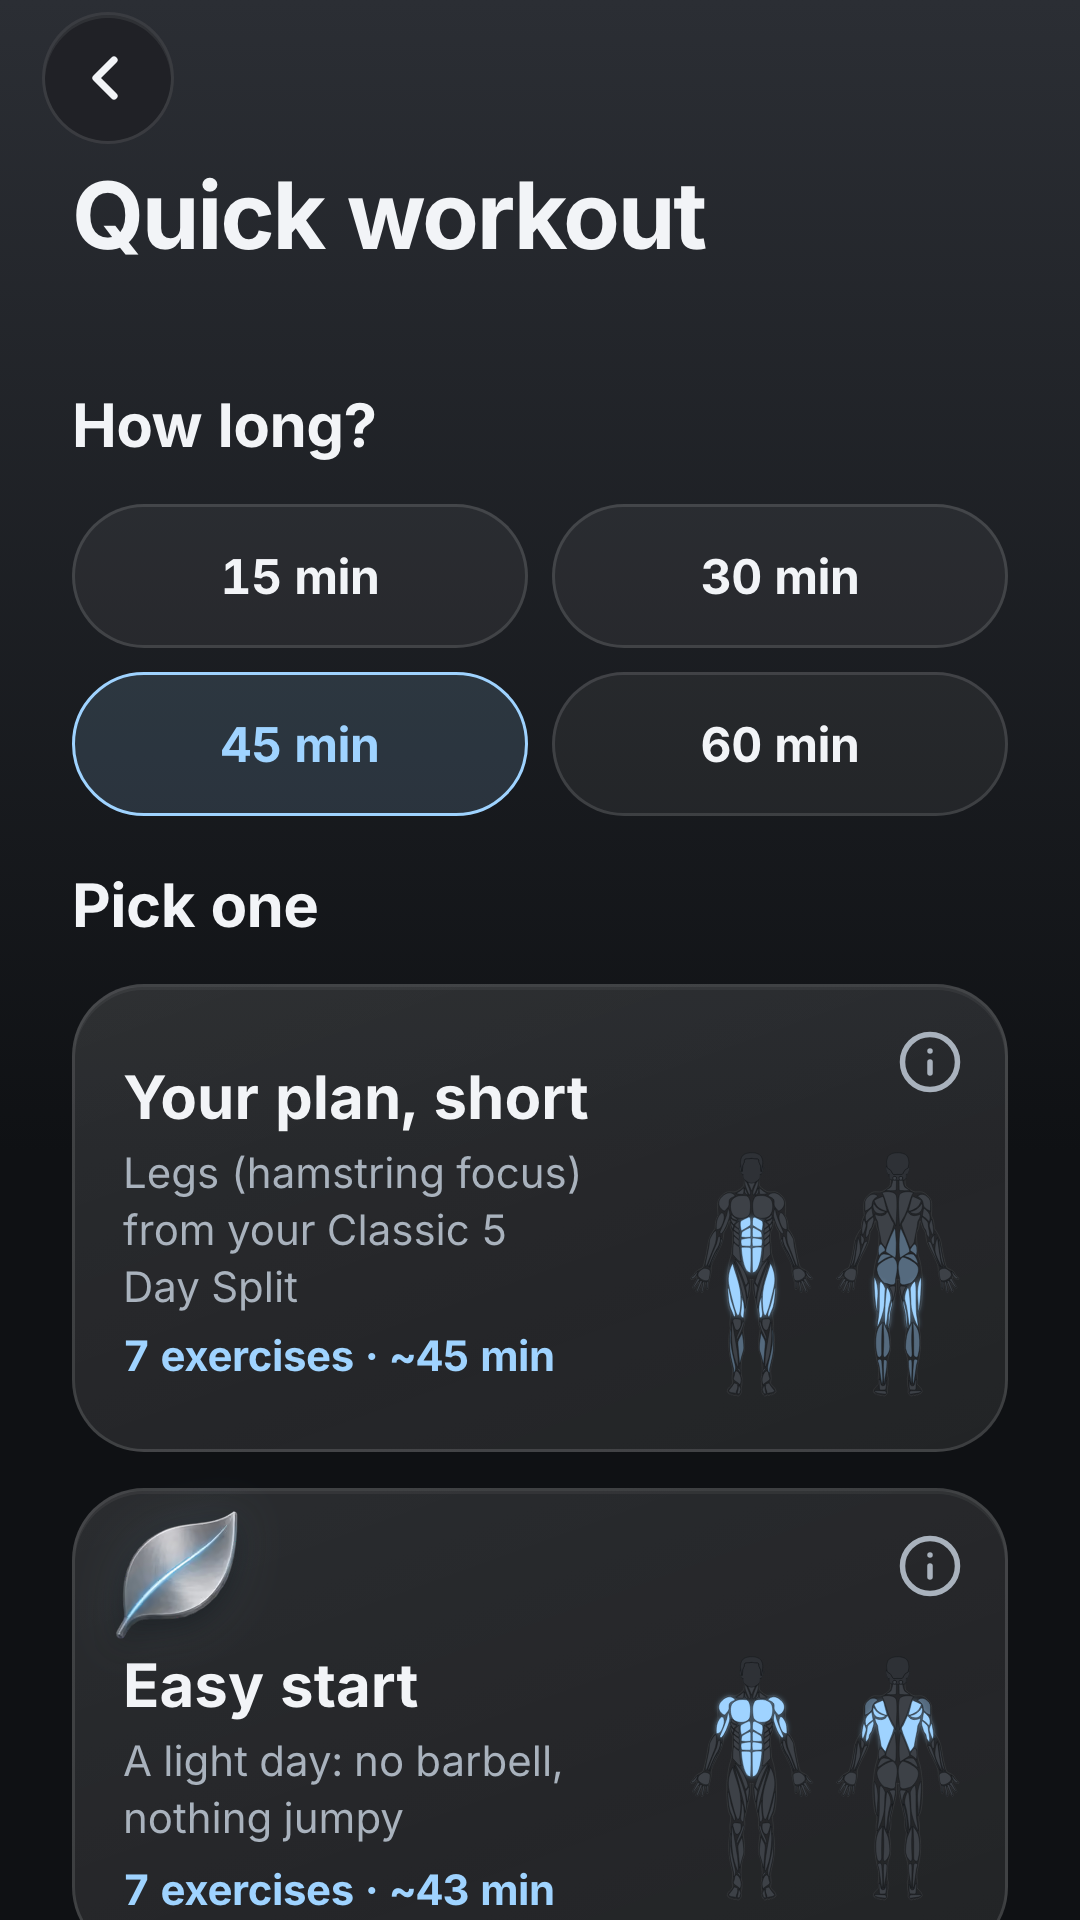 Quick workout
How long?
15 min
30 min
45 min
60 min
Pick one
Your plan, short
Legs (hamstring focus)
from your Classic 5
Day Split
7 exercises · ~45 min
Easy start
A light day: no barbell,
nothing jumpy
7 exercises · ~43 min